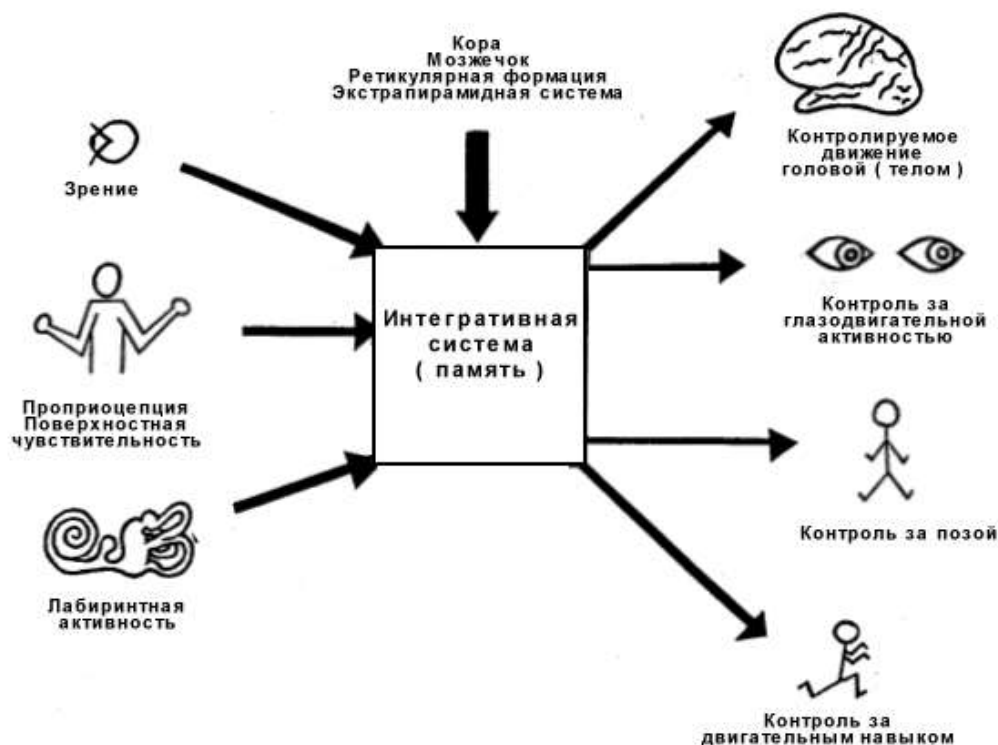 Кора
Мозжечок
Ретикулярная формация
Экстрапирамидная система
Зрение
Проприоцепция
Поверхностная
чувствительность
Лабиринтная
активность
Интегративная
система
( память )
Контролируемое
движение
головой ( телом )
Контроль за
глазодвигательной
активностью
Контроль за позой
Контроль за
двигательным навыком